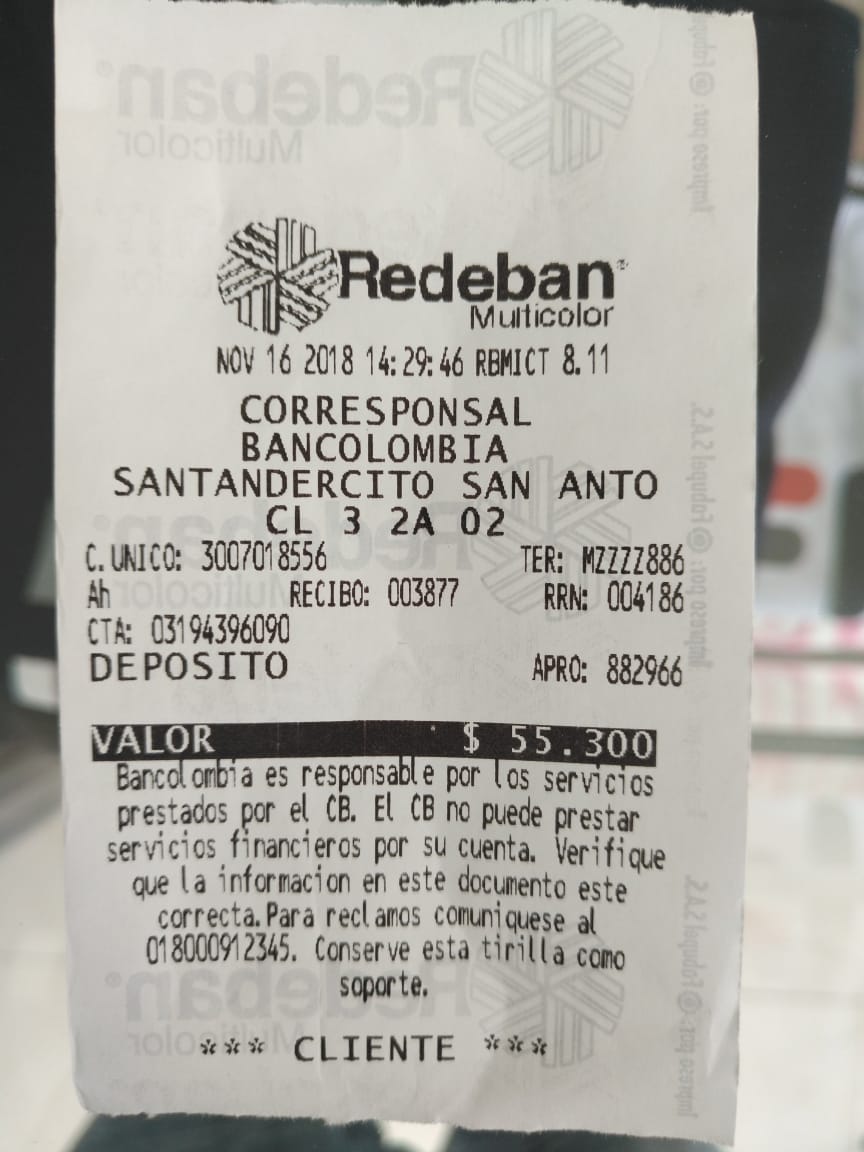 Redeban
Multicolor
NOV 16 2018 14:29:46 RBMICT 8.11
CORRESPONSAL
BANCOLOMBIA
SANTANDERCITO SAN ANTO
CL 3 2A 02
C. UNICO: 3007018556 TER: MZZZZ886
Ah RECIBO: 003877 RRN: 004186
CTA: 03194396090
DEPOSITO APRO: 882966
VALOR $ 55.300
Bancolombia es responsable por los servicios
prestados por el CB. El CB no puede prestar
servicios financieros por su cuenta. Verifique
que la informacion en este documento este
correcta. Para reclamos comuniquese al
018000912345. Conserve esta tirilla como
soporte.
*** CLIENTE ***